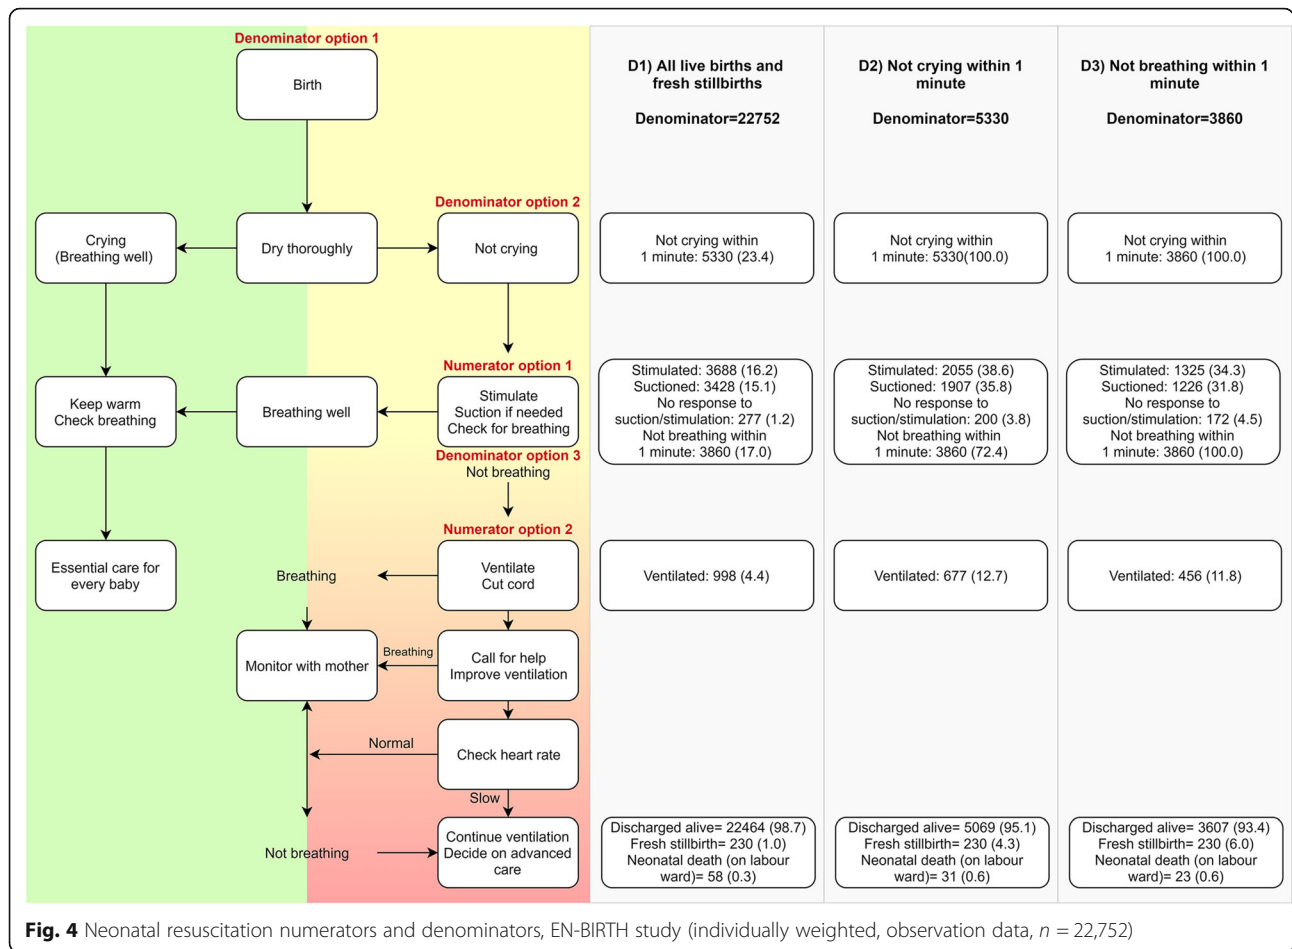 Denominator option 1
Birth
Denominator option 2
Crying
(Breathing well)
Dry thoroughly
Not crying
Numerator option 1
Keep warm
Check breathing
Breathing well
Stimulate
Suction if needed
Check for breathing
Denominator option 3
Not breathing
Numerator option 2
Essential care for
every baby
Breathing
Ventilate
Cut cord
Monitor with mother
Breathing
Call for help
Improve ventilation
Normal
Check heart rate
Slow
Not breathing
Continue ventilation
Decide on advanced
care
D1) All live births and
fresh stillbirths
Denominator=22752
Not crying within
1 minute: 5330 (23.4)
Stimulated: 3688 (16.2)
Suctioned: 3428 (15.1)
No response to
suction/stimulation: 277 (1.2)
Not breathing within
1 minute: 3860 (17.0)
Ventilated: 998 (4.4)
Discharged alive= 22464 (98.7)
Fresh stillbirth= 230 (1.0)
Neonatal death (on labour
ward)= 58 (0.3)
D2) Not crying within 1
minute
Denominator=5330
Not crying within
1 minute: 5330(100.0)
Stimulated: 2055 (38.6)
Suctioned: 1907 (35.8)
No response to
suction/stimulation: 200 (3.8)
Not breathing within
1 minute: 3860 (72.4)
Ventilated: 677 (12.7)
Discharged alive= 5069 (95.1)
Fresh stillbirth= 230 (4.3)
Neonatal death (on labour
ward)= 31 (0.6)
D3) Not breathing within 1
minute
Denominator=3860
Not crying within
1 minute: 3860 (100.0)
Stimulated: 1325 (34.3)
Suctioned: 1226 (31.8)
No response to
suction/stimulation: 172 (4.5)
Not breathing within
1 minute: 3860 (100.0)
Ventilated: 456 (11.8)
Discharged alive= 3607 (93.4)
Fresh stillbirth= 230 (6.0)
Neonatal death (on labour
ward)= 23 (0.6)
Fig. 4 Neonatal resuscitation numerators and denominators, EN-BIRTH study (individually weighted, observation data, n = 22,752)